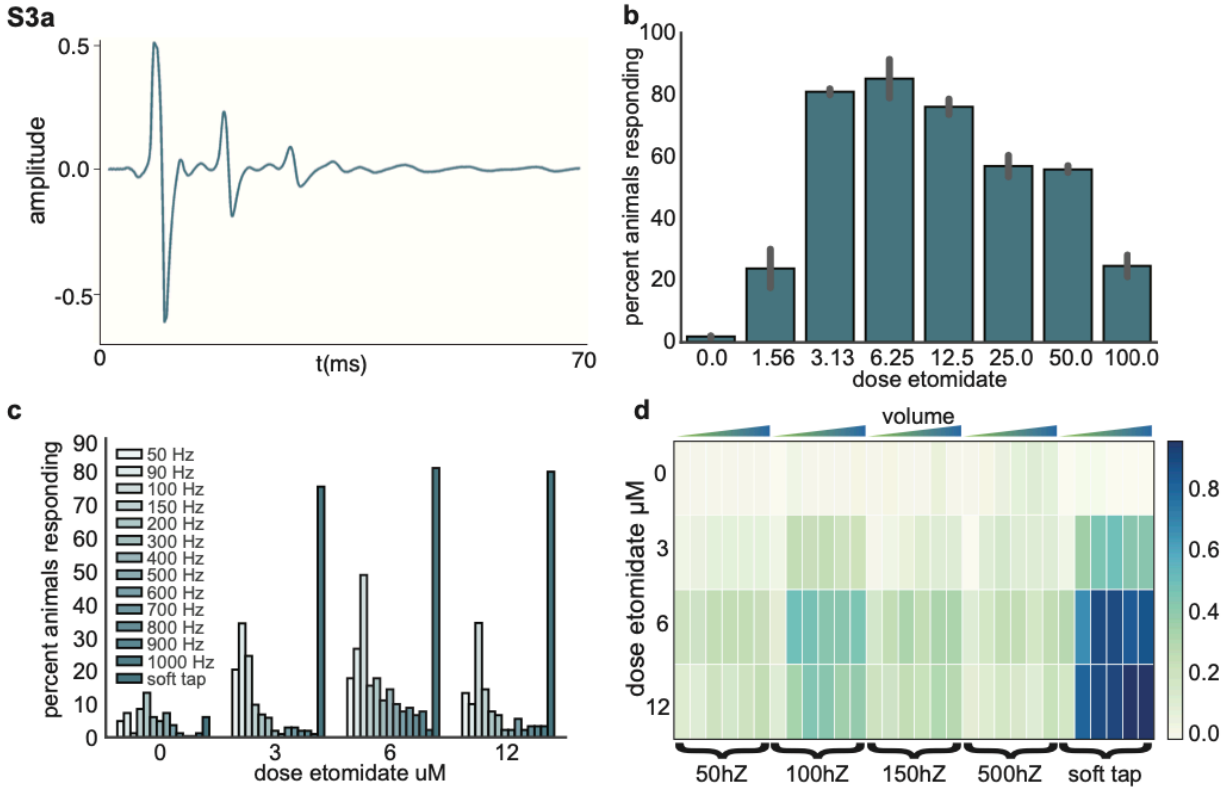 S3a
0.5
0.0
-0.5
amplitude
0
70
t(ms)
b
100
80
60
40
20
0
percent animals responding
0.0 1.56 3.13 6.25 12.5 25.0 50.0 100.0
dose etomidate
c
90
80
70
60
50
40
30
20
10
0
percent animals responding
50 Hz
90 Hz
100 Hz
150 Hz
200 Hz
300 Hz
400 Hz
500 Hz
600 Hz
700 Hz
800 Hz
900 Hz
1000 Hz
soft tap
0 3 6 12
dose etomidate uM
d
volume
0
3
6
12
dose etomidate µM
0.8
0.6
0.4
0.2
0.0
50hZ 100hZ 150hZ 500hZ soft tap